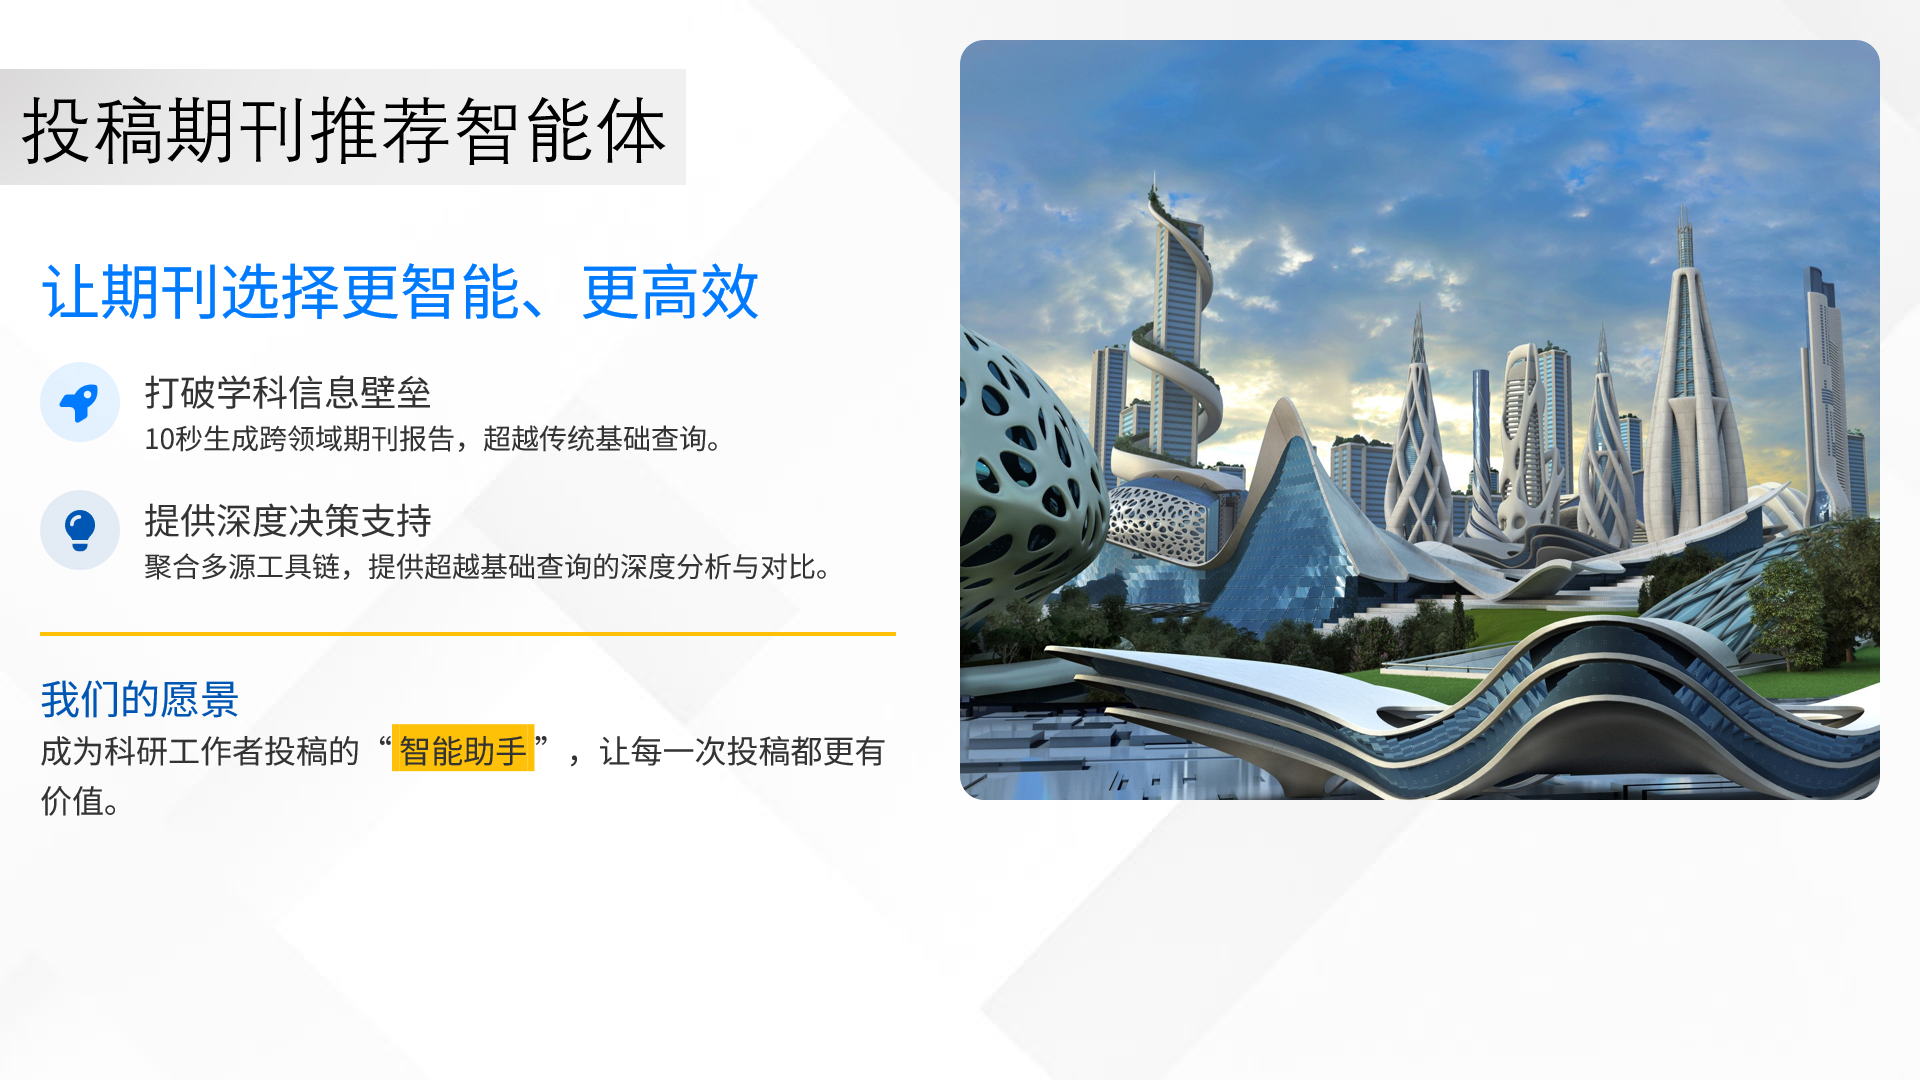 投稿期刊推荐智能体
让期刊选择更智能、更高效
打破学科信息壁垒
10秒生成跨领域期刊报告，超越传统基础查询。
提供深度决策支持
聚合多源工具链，提供超越基础查询的深度分析与对比。
我们的愿景
成为科研工作者投稿的“智能助手”，让每一次投稿都更有
价值。